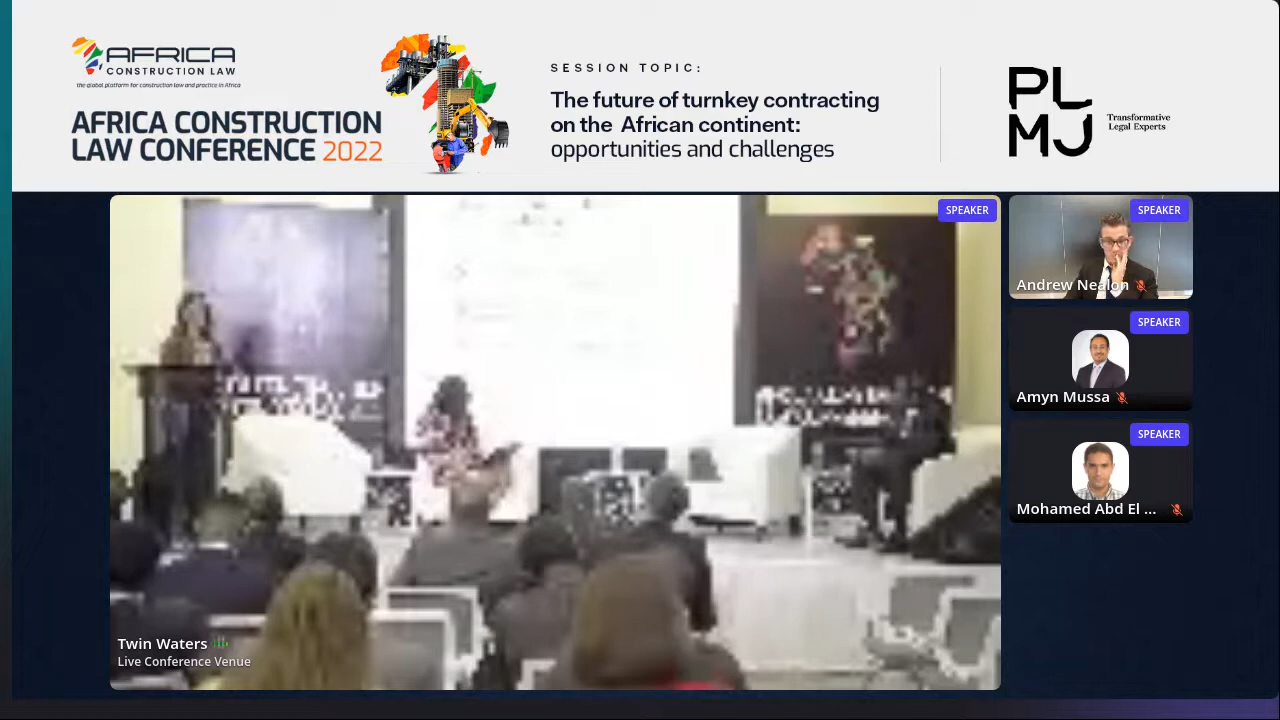 AFRICA
CONSTRUCTION LAW
the global platform for construction law and practice in Africa
AFRICA CONSTRUCTION
LAW CONFERENCE 2022
SESSION TOPIC:
The future of turnkey contracting
on the African continent:
opportunities and challenges
PL
MJ
Transformative
Legal Experts
SPEAKER
Twin Waters
Live Conference Venue
SPEAKER
Andrew Nealon
SPEAKER
Amyn Mussa
SPEAKER
Mohamed Abd El ...